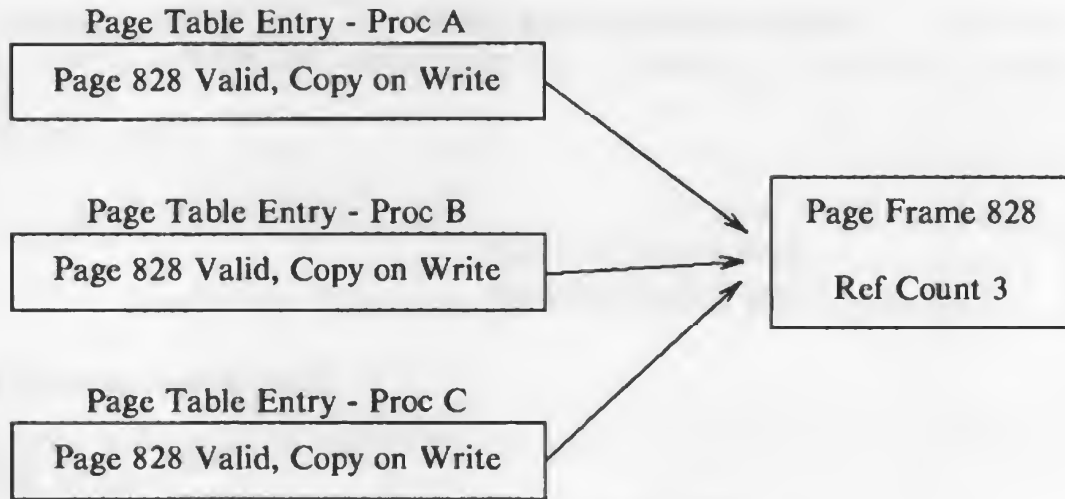 Page Table Entry - Proc A
Page 828 Valid, Copy on Write
Page Table Entry - Proc B
Page 828 Valid, Copy on Write
Page Table Entry - Proc C
Page 828 Valid, Copy on Write
Page Frame 828
Ref Count 3